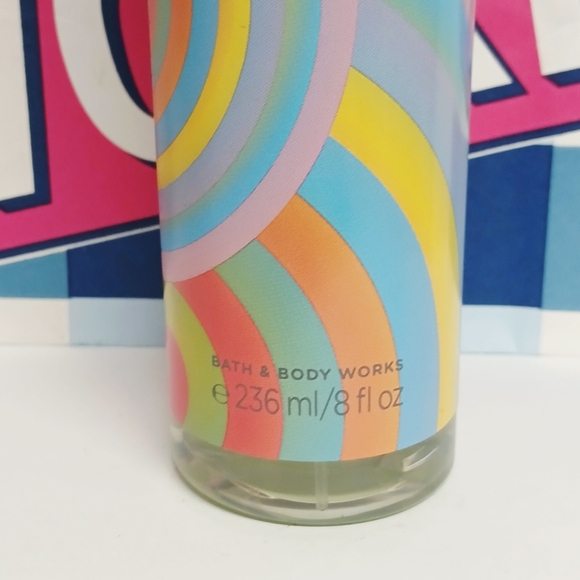 BATH & BODY WORKS
℮ 236 ml/8 fl oz